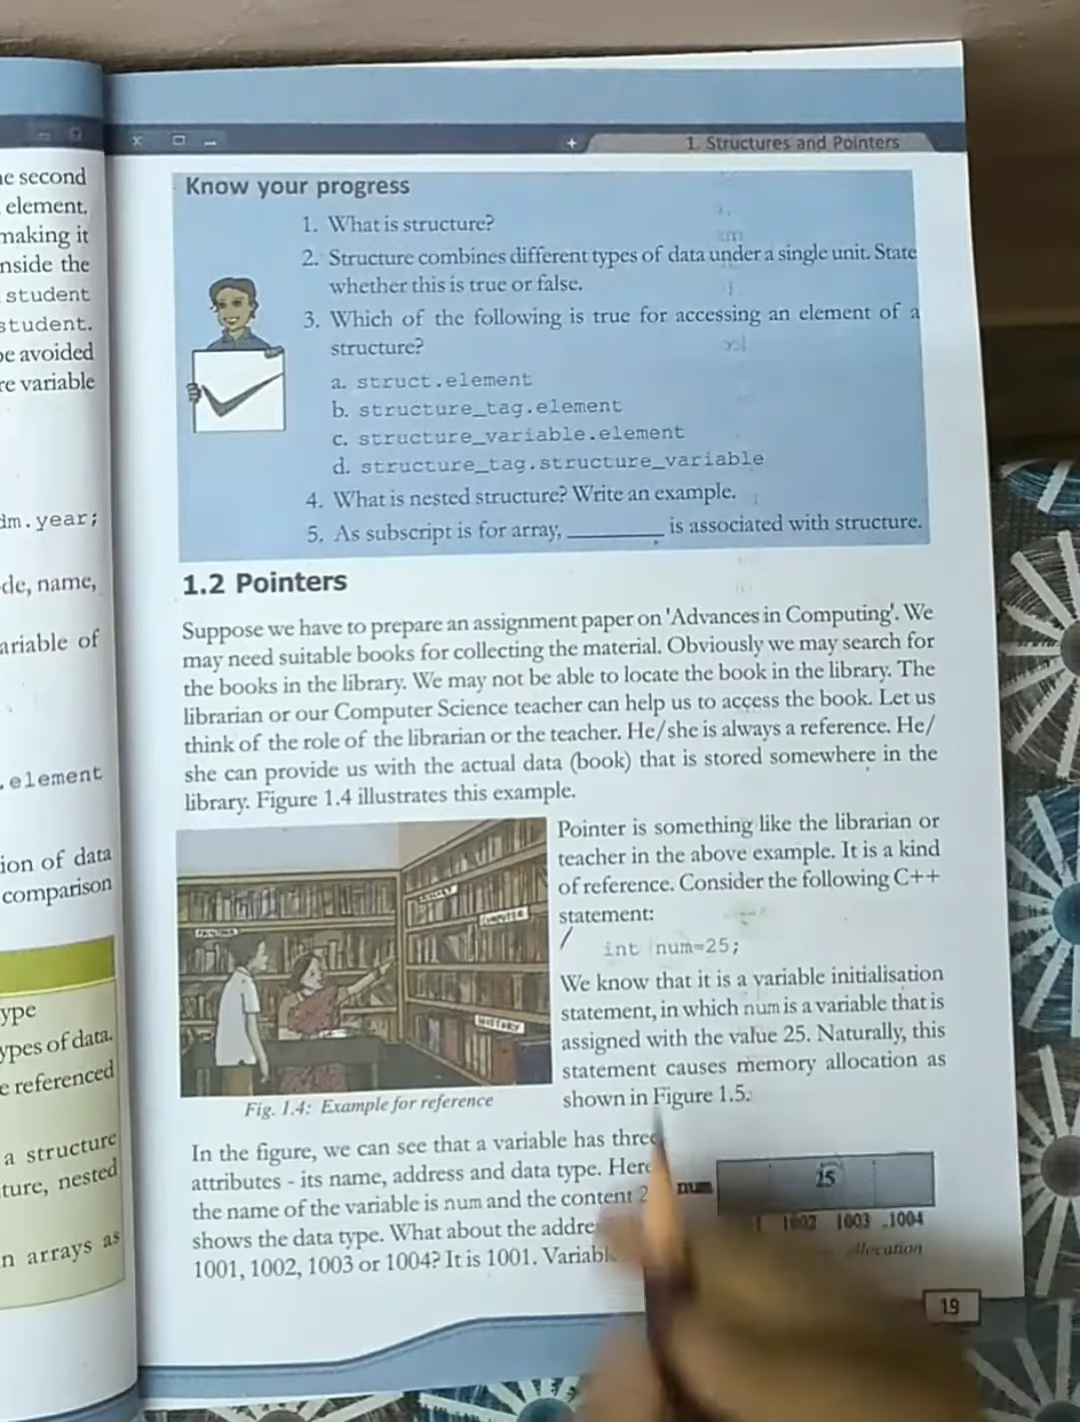 he second
element.
making it
nside the
student
student.
be avoided
re variable
dm.year;
de, name,
ariable of
.element
ion of data
comparison
ype
ypes of data.
e referenced
a structure
ture, nested
n arrays as
1. Structures and Pointers
Know your progress
1. What is structure?
2. Structure combines different types of data under a single unit. State
whether this is true or false.
3. Which of the following is true for accessing an element of a
structure?
a. struct.element
b. structure_tag.element
c. structure_variable.element
d. structure_tag.structure_variable
4. What is nested structure? Write an example.
5. As subscript is for array, ________ is associated with structure.
1.2 Pointers
Suppose we have to prepare an assignment paper on 'Advances in Computing'. We
may need suitable books for collecting the material. Obviously we may search for
the books in the library. We may not be able to locate the book in the library. The
librarian or our Computer Science teacher can help us to access the book. Let us
think of the role of the librarian or the teacher. He/she is always a reference. He/
she can provide us with the actual data (book) that is stored somewhere in the
library. Figure 1.4 illustrates this example.
COMPUTER
HISTORY
Fig. 1.4: Example for reference
Pointer is something like the librarian or
teacher in the above example. It is a kind
of reference. Consider the following C++
statement:
int num=25;
We know that it is a variable initialisation
statement, in which num is a variable that is
assigned with the value 25. Naturally, this
statement causes memory allocation as
shown in Figure 1.5.
In the figure, we can see that a variable has three
attributes - its name, address and data type. Here
the name of the variable is num and the content 2
shows the data type. What about the addre
1001, 1002, 1003 or 1004? It is 1001. Variabl
num
25
1 1002 1003 1004
llocation
19